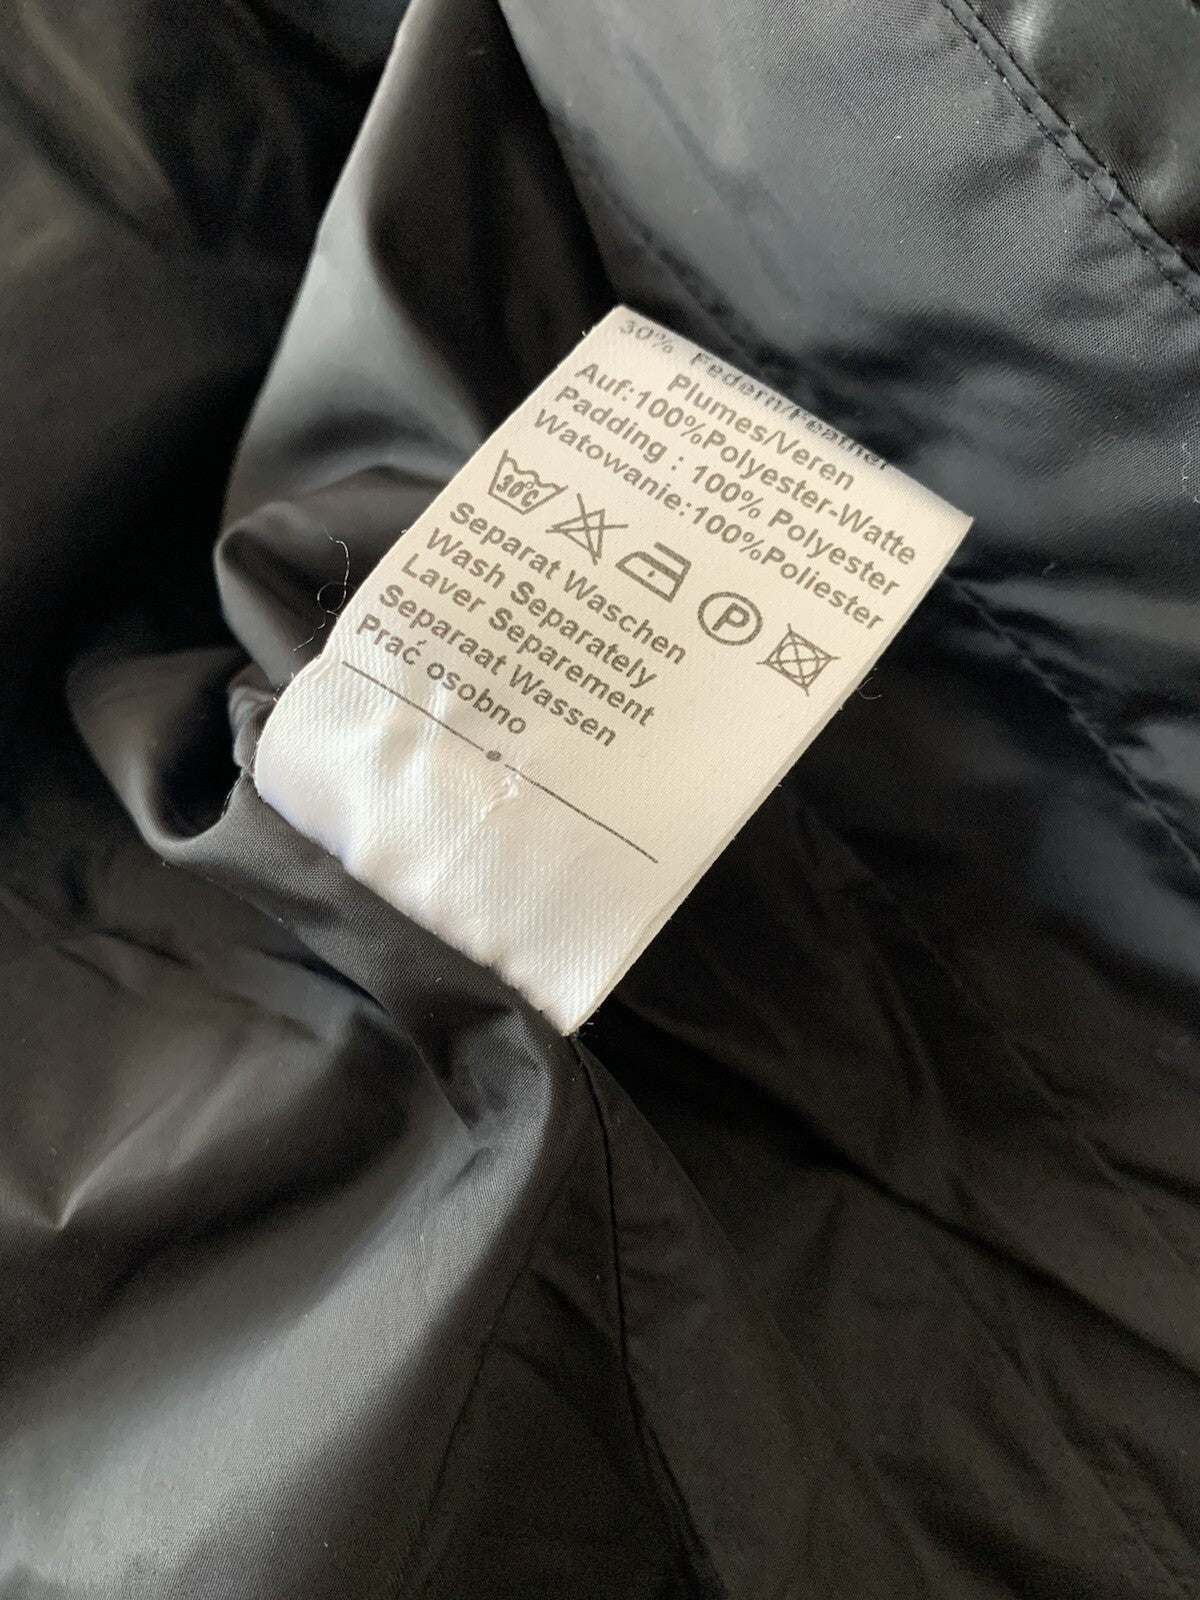 30% Federn/Feather
Plumes/Veren
Auf:100%Polyester-Watte
Padding : 100% Polyester
Watowanie:100%Poliester
30°C P
Separat Waschen
Wash Separately
Laver Separement
Separaat Wassen
Prać osobno